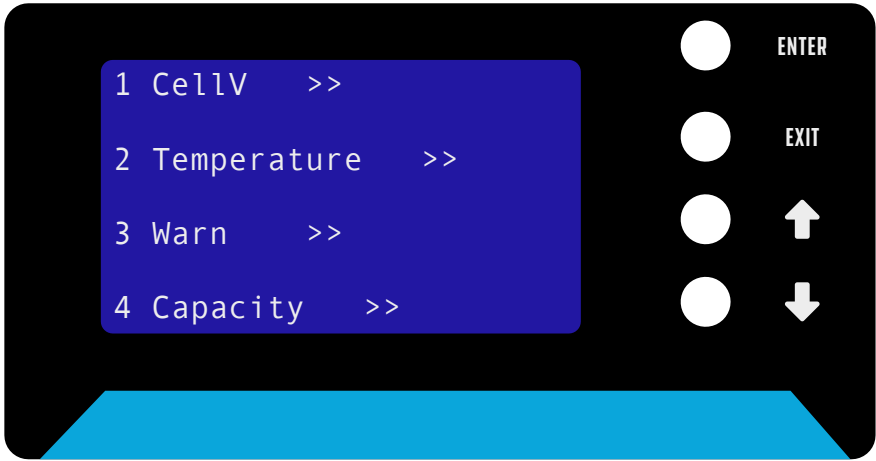 1 CellV >>
2 Temperature >>
3 Warn >>
4 Capacity >>
ENTER
EXIT